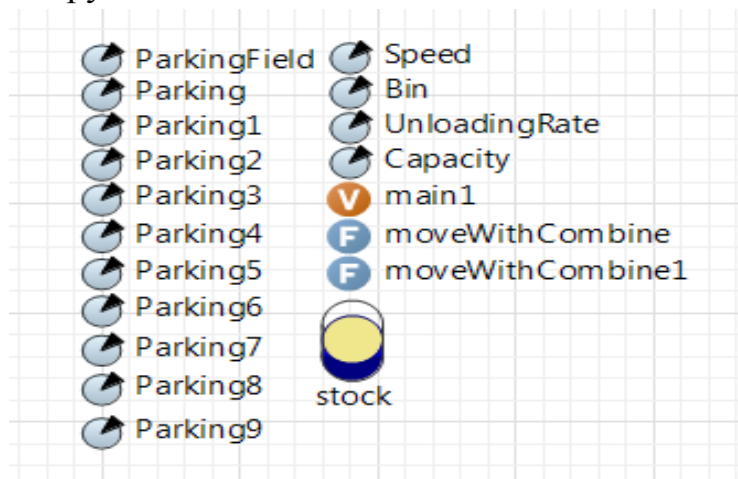 ParkingField
Parking
Parking1
Parking2
Parking3
Parking4
Parking5
Parking6
Parking7
Parking8
Parking9
Speed
Bin
UnloadingRate
Capacity
V main1
F moveWithCombine
F moveWithCombine1
stock